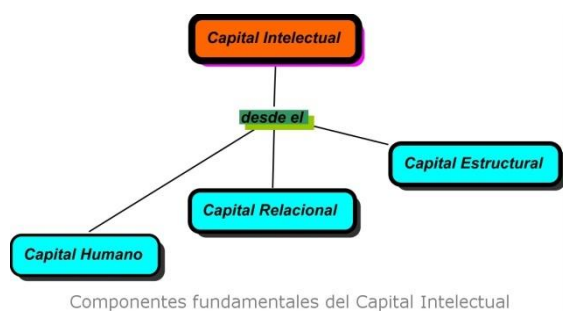 Capital Intelectual
desde el
Capital Estructural
Capital Relacional
Capital Humano
Componentes fundamentales del Capital Intelectual